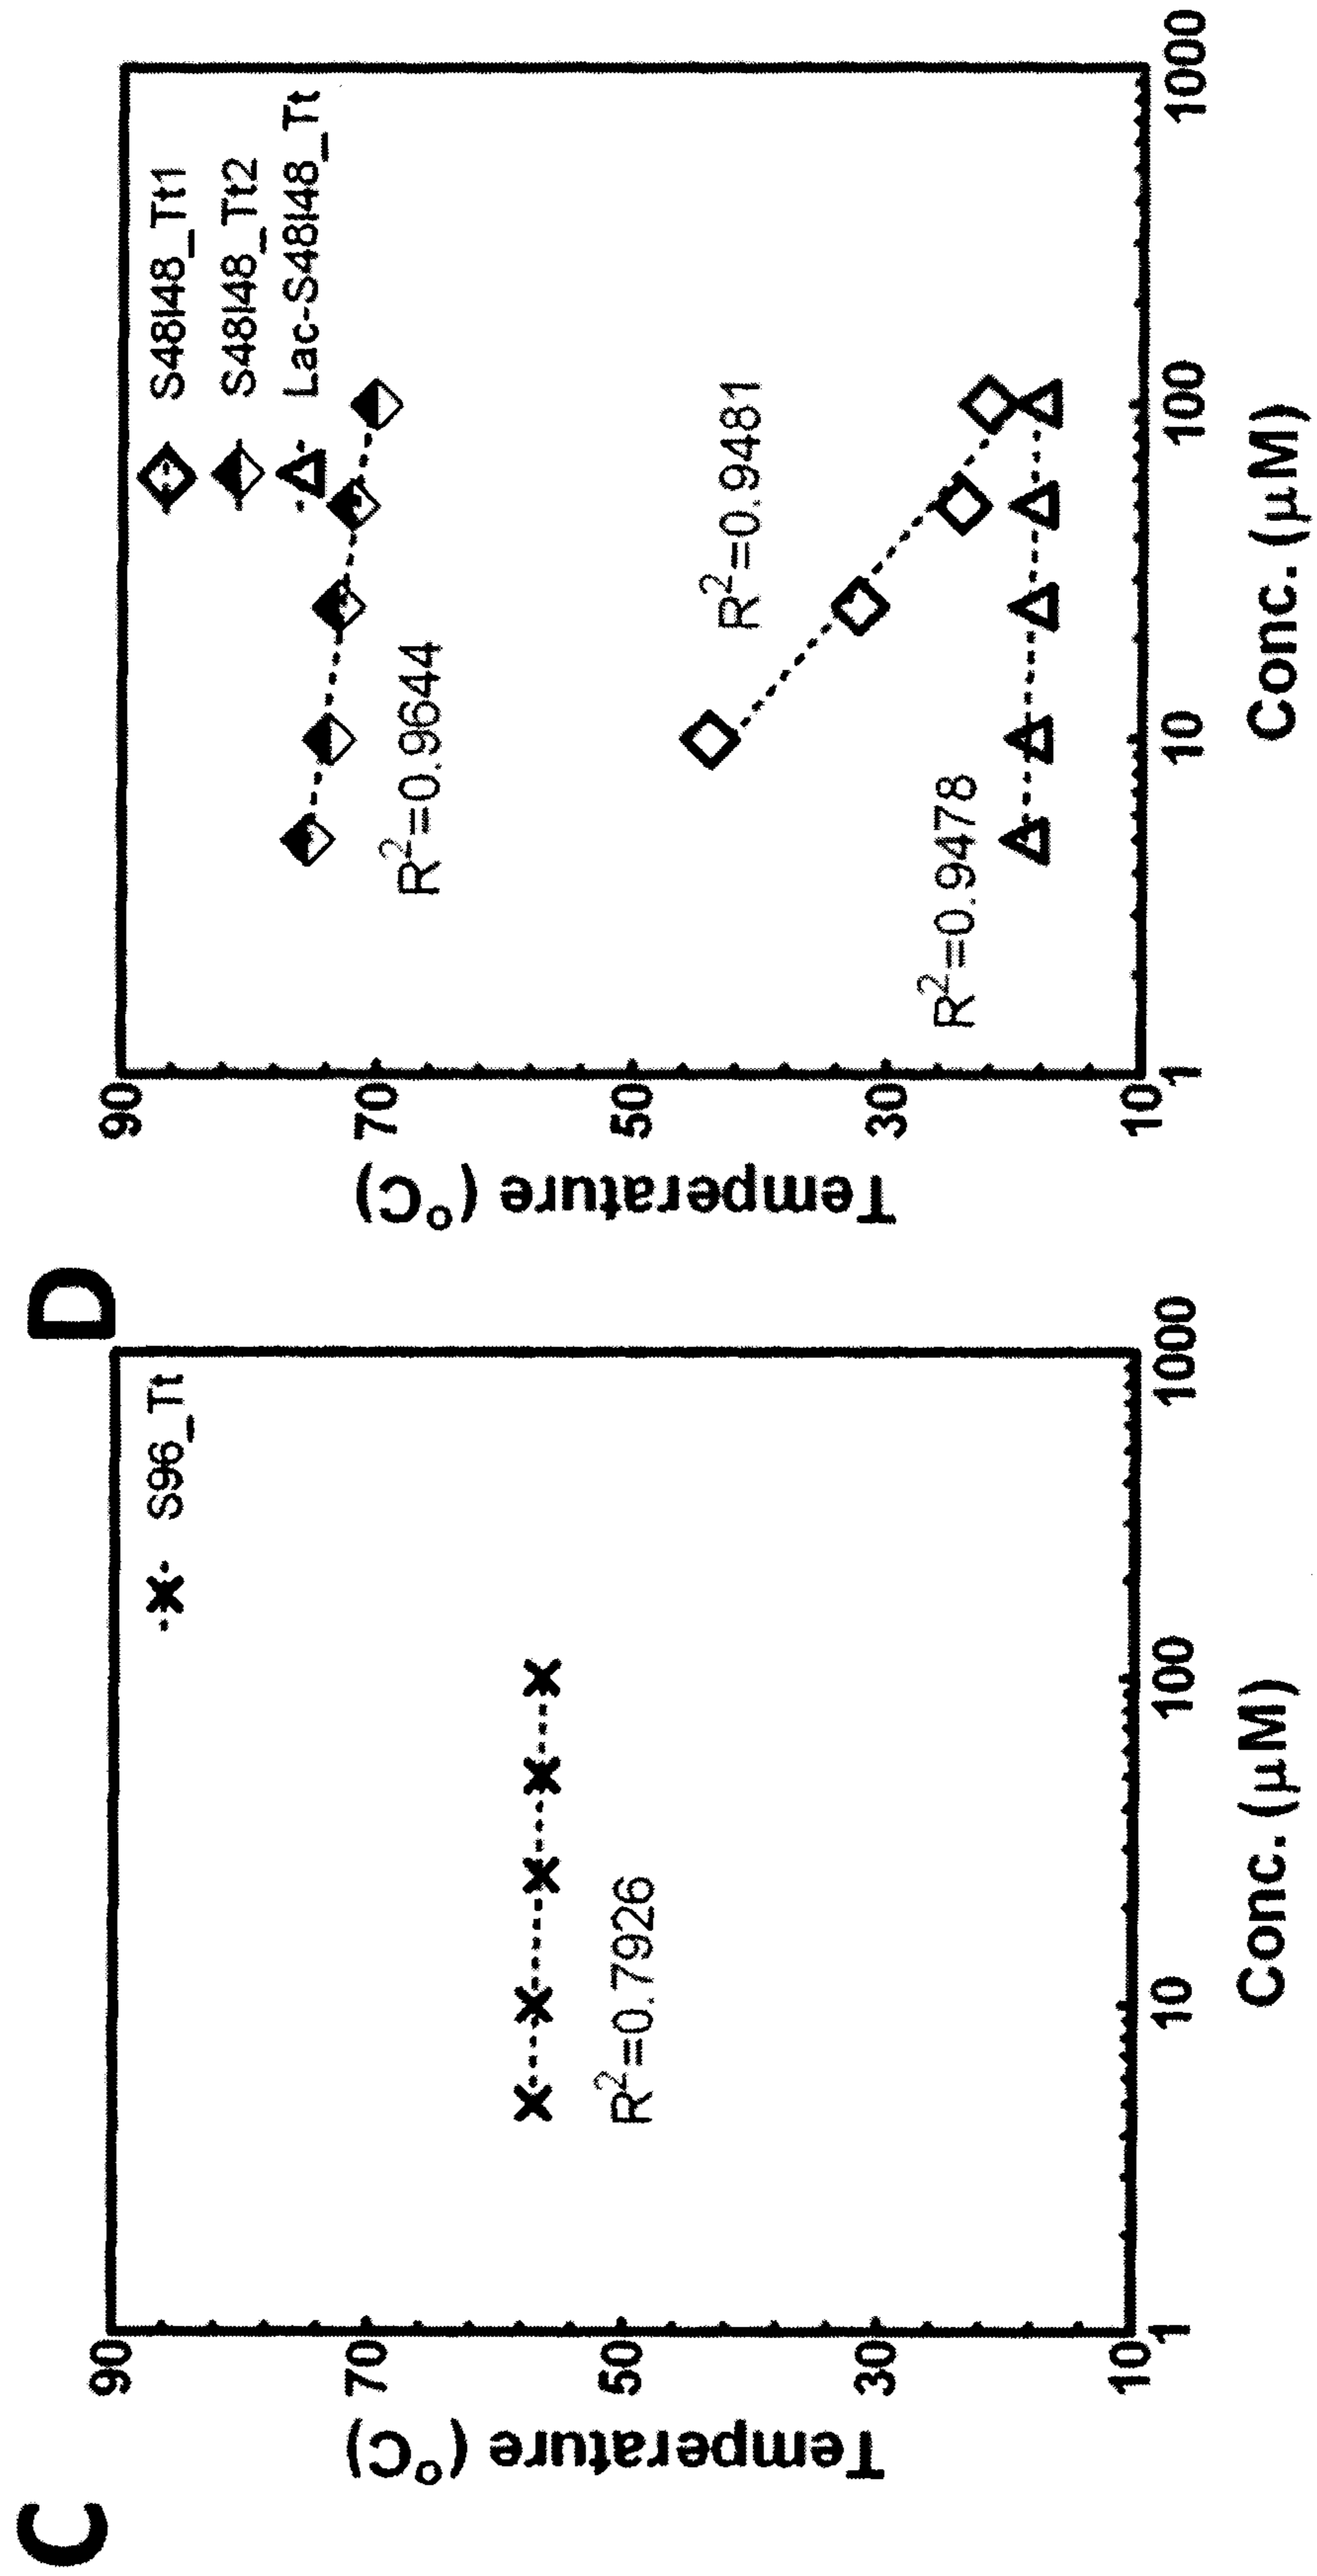 C
S96_Tt
R2=0.7926
90
70
50
30
10
1
10
100
1000
Temperature (oC)
Conc. (μM)
D
S48I48_Tt1
S48I48_Tt2
Lac-S48I48_Tt
R2=0.9644
R2=0.9481
R2=0.9478
90
70
50
30
10
1
10
100
1000
Temperature (oC)
Conc. (μM)